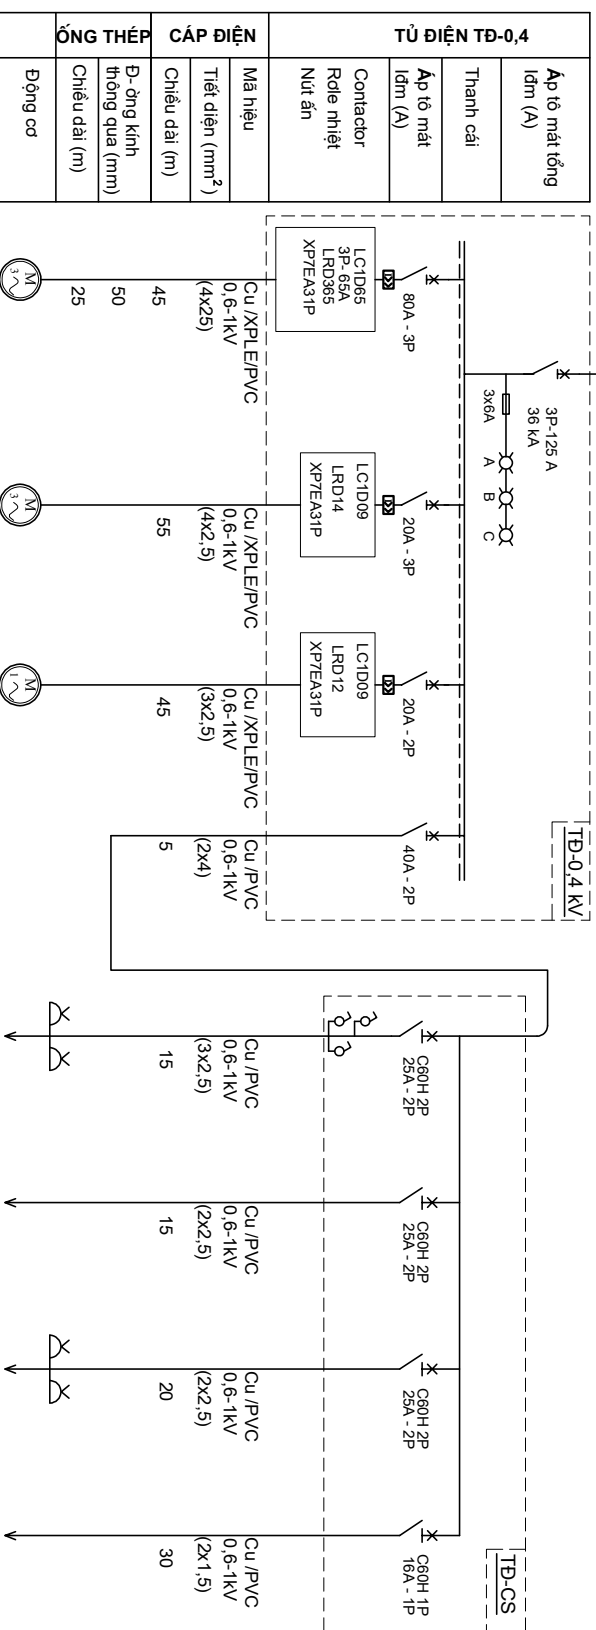 TỦ ĐIỆN TĐ-0,4
CÁP ĐIỆN
ỐNG THÉP
Áp tô mát tổng
Iđm (A)
Thanh cái
Áp tô mát
Iđm (A)
Contactor
Rơle nhiệt
Nút ấn
Mã hiệu
Tiết diện (mm²)
Chiều dài (m)
Đ- ờng kính
thông qua (mm)
Chiều dài (m)
Động cơ
TĐ-0,4 kV
3P-125 A
36 kA
3x6A
A
B
C
80A - 3P
LC1D65
3P- 65A
LRD365
XP7EA31P
Cu /XPLE/PVC
0,6-1kV
(4x25)
45
50
25
M
3
20A - 3P
LC1D09
LRD14
XP7EA31P
Cu /XPLE/PVC
0,6-1kV
(4x2,5)
55
M
3
20A - 2P
LC1D09
LRD12
XP7EA31P
Cu /XPLE/PVC
0,6-1kV
(3x2,5)
45
M
1
40A - 2P
Cu /PVC
0,6-1kV
(2x4)
5
TĐ-CS
C60H 2P
25A - 2P
Cu /PVC
0,6-1kV
(3x2,5)
15
C60H 2P
25A - 2P
Cu /PVC
0,6-1kV
(2x2,5)
15
C60H 2P
25A - 2P
Cu /PVC
0,6-1kV
(2x2,5)
20
C60H 1P
16A - 1P
Cu /PVC
0,6-1kV
(2x1,5)
30